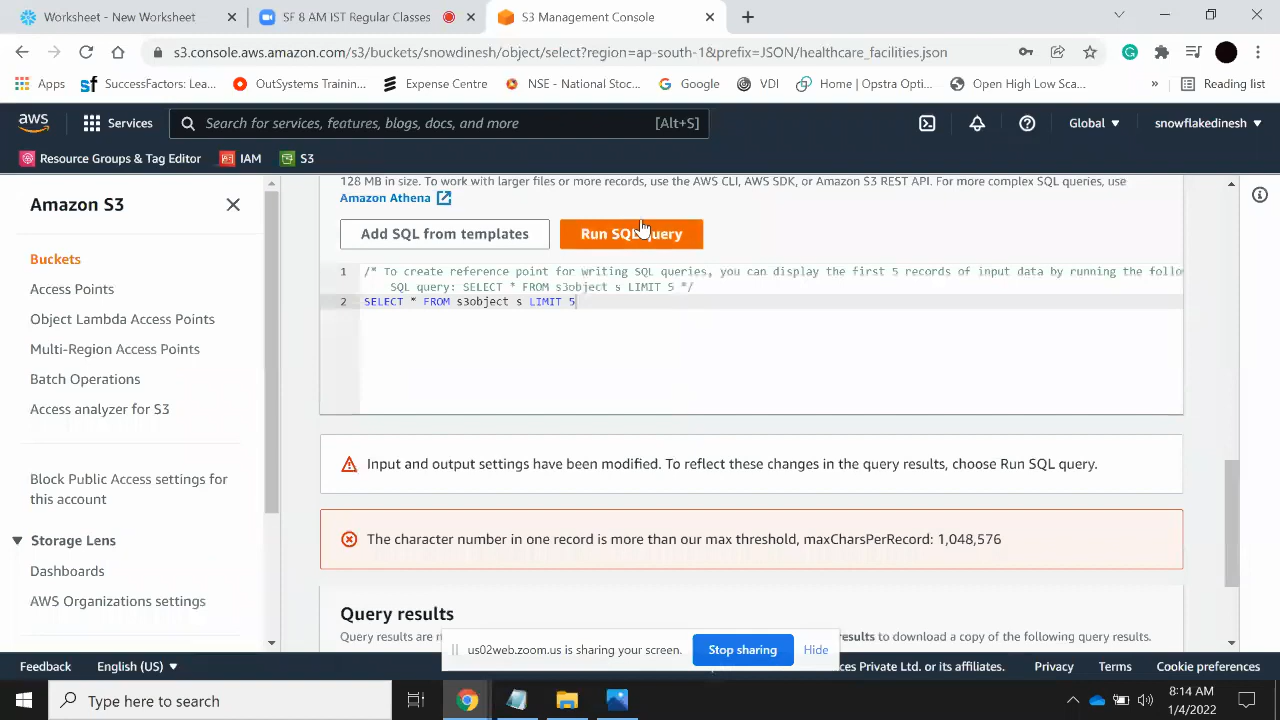 Worksheet - New Worksheet
SF 8 AM IST Regular Classes
S3 Management Console
s3.console.aws.amazon.com/s3/buckets/snowdinesh/object/select?region=ap-south-1&prefix=JSON/healthcare_facilities.json
Apps
SuccessFactors: Lea...
OutSystems Trainin...
Expense Centre
NSE - National Stoc...
Google
VDI
Home | Opstra Opti...
Open High Low Sca...
»
Reading list
aws
Services
Search for services, features, blogs, docs, and more
[Alt+S]
Global
snowflakedinesh
Resource Groups & Tag Editor
IAM
S3
Amazon S3
Buckets
Access Points
Object Lambda Access Points
Multi-Region Access Points
Batch Operations
Access analyzer for S3
Block Public Access settings for
this account
Storage Lens
Dashboards
AWS Organizations settings
128 MB in size. To work with larger files or more records, use the AWS CLI, AWS SDK, or Amazon S3 REST API. For more complex SQL queries, use
Amazon Athena
Add SQL from templates
Run SQL query
1 /* To create reference point for writing SQL queries, you can display the first 5 records of input data by running the follo
SQL query: SELECT * FROM s3object s LIMIT 5 */
2 SELECT * FROM s3object s LIMIT 5
Input and output settings have been modified. To reflect these changes in the query results, choose Run SQL query.
The character number in one record is more than our max threshold, maxCharsPerRecord: 1,048,576
Query results
Query results are
results to download a copy of the following query results.
us02web.zoom.us is sharing your screen.
Stop sharing
Hide
Feedback
English (US)
ces Private Ltd. or its affiliates.
Privacy
Terms
Cookie preferences
Type here to search
8:14 AM
1/4/2022